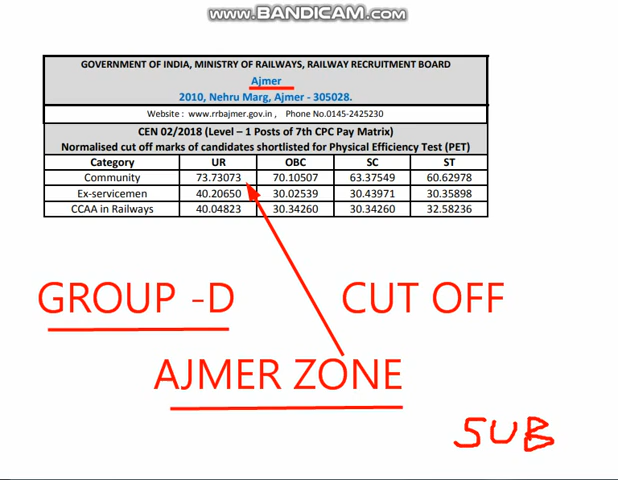 www.BANDICAM.com
GOVERNMENT OF INDIA, MINISTRY OF RAILWAYS, RAILWAY RECRUITMENT BOARD
Ajmer
2010, Nehru Marg, Ajmer - 305028.
Website : www.rrbajmer.gov.in , Phone No.0145-2425230
CEN 02/2018 (Level – 1 Posts of 7th CPC Pay Matrix)
Normalised cut off marks of candidates shortlisted for Physical Efficiency Test (PET)
Category UR OBC SC ST
Community 73.73073 70.10507 63.37549 60.62978
Ex-servicemen 40.20650 30.02539 30.43971 30.35898
CCAA in Railways 40.04823 30.34260 30.34260 32.58236
GROUP -D CUT OFF
AJMER ZONE
SUB